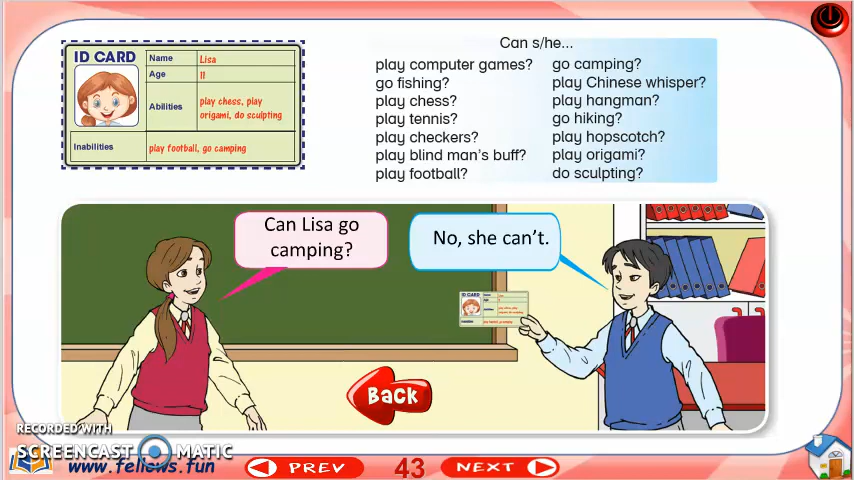 ID CARD
Name Lisa
Age 11
Abilities play chess, play
origami, do sculpting
Inabilities play football, go camping
Can s/he...
play computer games?
go fishing?
play chess?
play tennis?
play checkers?
play blind man's buff?
play football?
go camping?
play Chinese whisper?
play hangman?
go hiking?
play hopscotch?
play origami?
do sculpting?
Can Lisa go
camping?
No, she can't.
ID CARD
BACK
RECORDED WITH
SCREENCAST MATIC
www.fellows.fun
PREV 43 NEXT